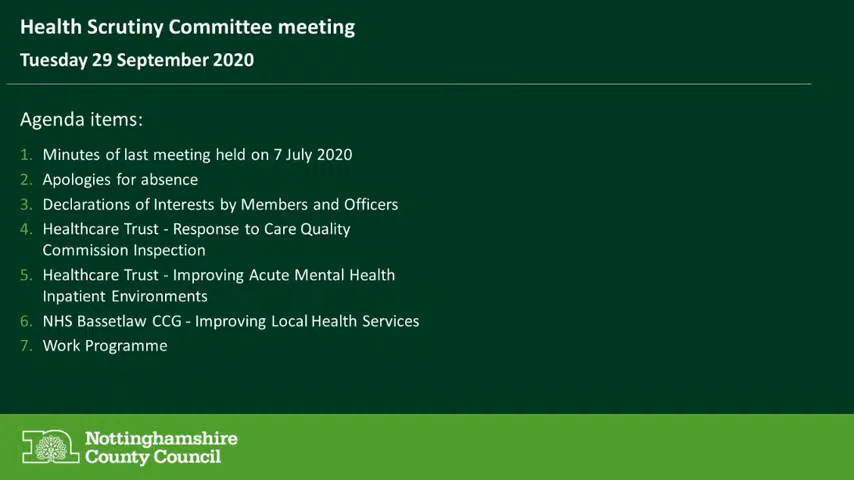 Health Scrutiny Committee meeting
Tuesday 29 September 2020
Agenda items:
1. Minutes of last meeting held on 7 July 2020
2. Apologies for absence
3. Declarations of Interests by Members and Officers
4. Healthcare Trust - Response to Care Quality
Commission Inspection
5. Healthcare Trust - Improving Acute Mental Health
Inpatient Environments
6. NHS Bassetlaw CCG - Improving Local Health Services
7. Work Programme
Nottinghamshire
County Council